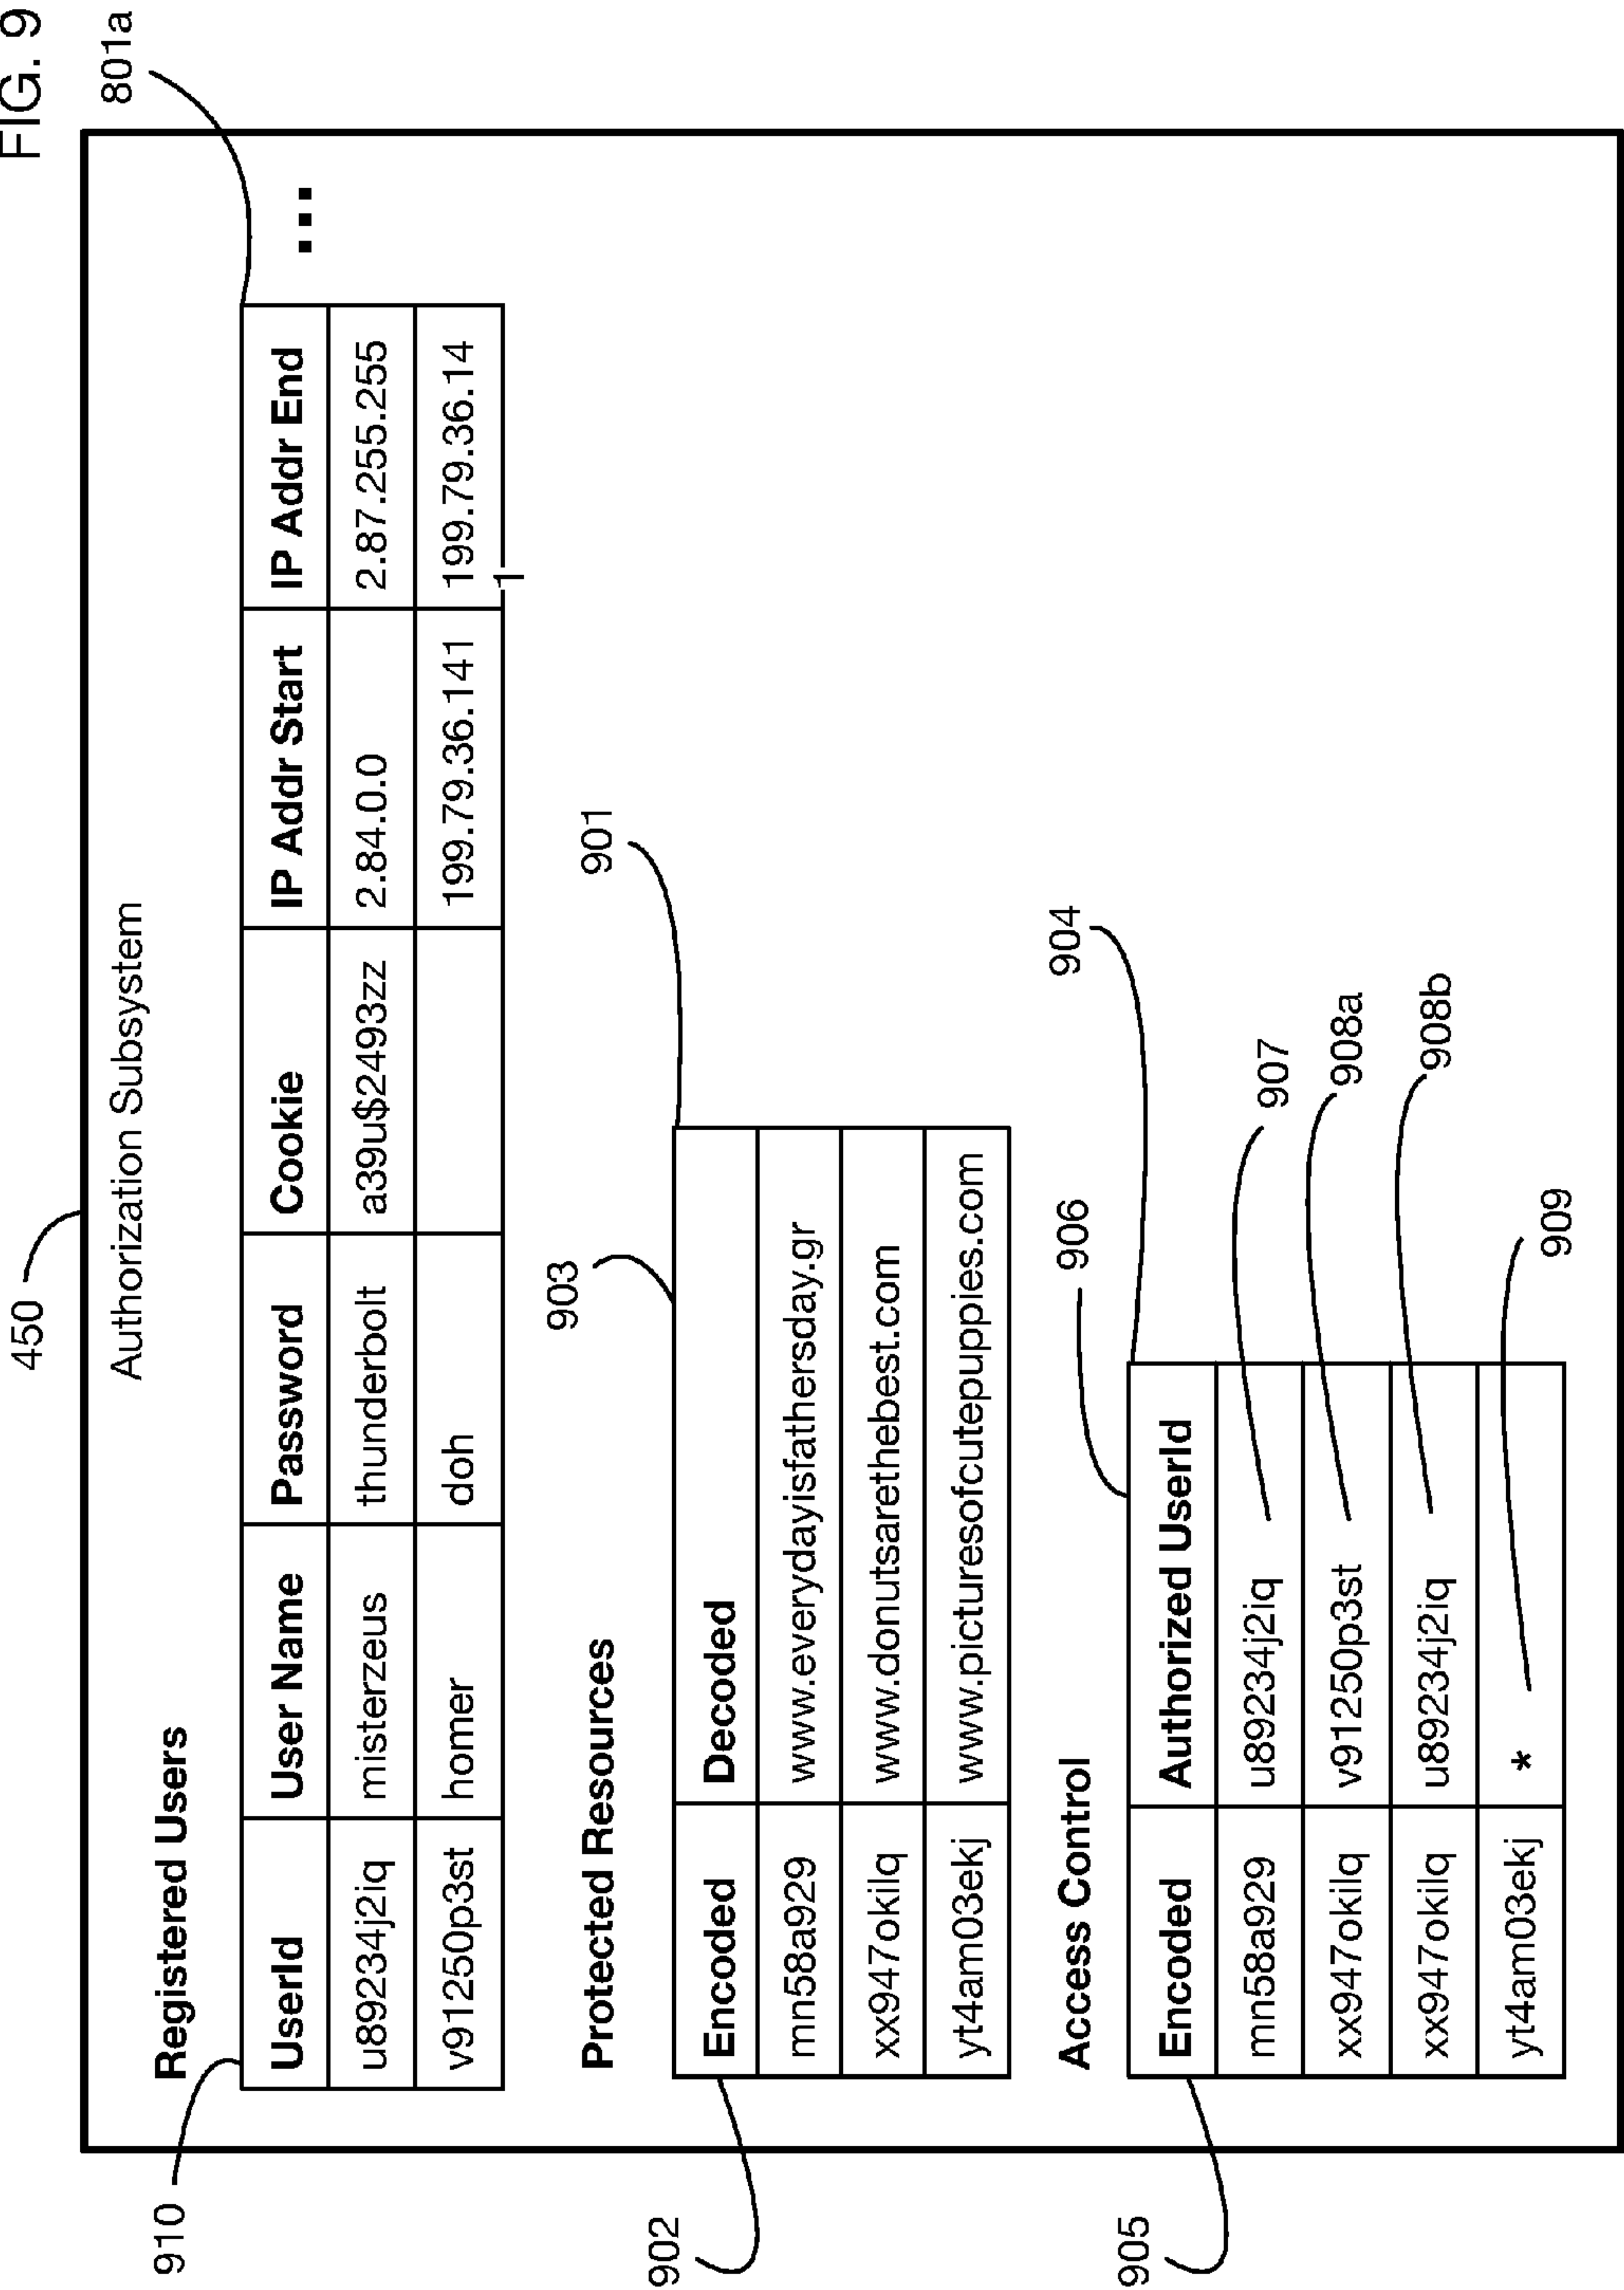 FIG. 9
450
801a
Authorization Subsystem
910
Registered Users
UserId User Name Password Cookie IP Addr Start IP Addr End
u89234j2iq misterzeus thunderbolt a39u$2493zz 2.84.0.0 2.87.255.255
v91250p3st homer doh 199.79.36.141 199.79.36.14
1
...
903
901
Protected Resources
902
Encoded Decoded
mn58a929 www.everydayisfathersday.gr
xx947okilq www.donutsarethebest.com
yt4am03ekj www.picturesofcutepuppies.com
906
904
Access Control
905
Encoded Authorized UserId
mn58a929 u89234j2iq
907
xx947okilq v91250p3st
908a
xx947okilq u89234j2iq
908b
yt4am03ekj *
909